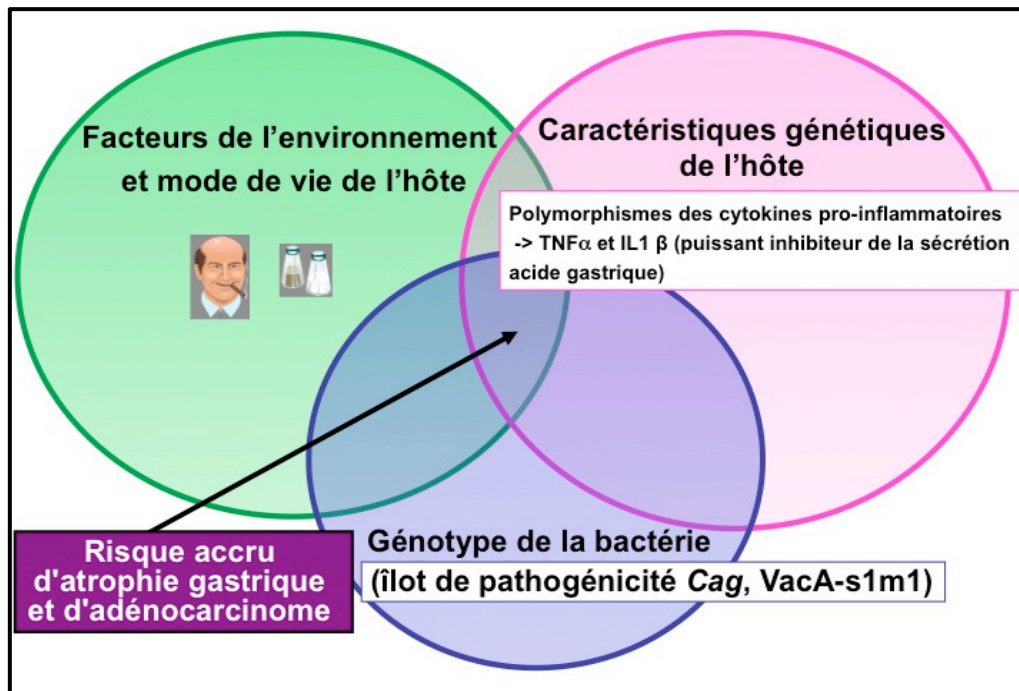 Facteurs de l'environnement
et mode de vie de l'hôte
Caractéristiques génétiques
de l'hôte
Polymorphismes des cytokines pro-inflammatoires
-> TNFα et IL1 β (puissant inhibiteur de la sécrétion
acide gastrique)
Risque accru
d'atrophie gastrique
et d'adénocarcinome
Génotype de la bactérie
(îlot de pathogénicité Cag, VacA-s1m1)